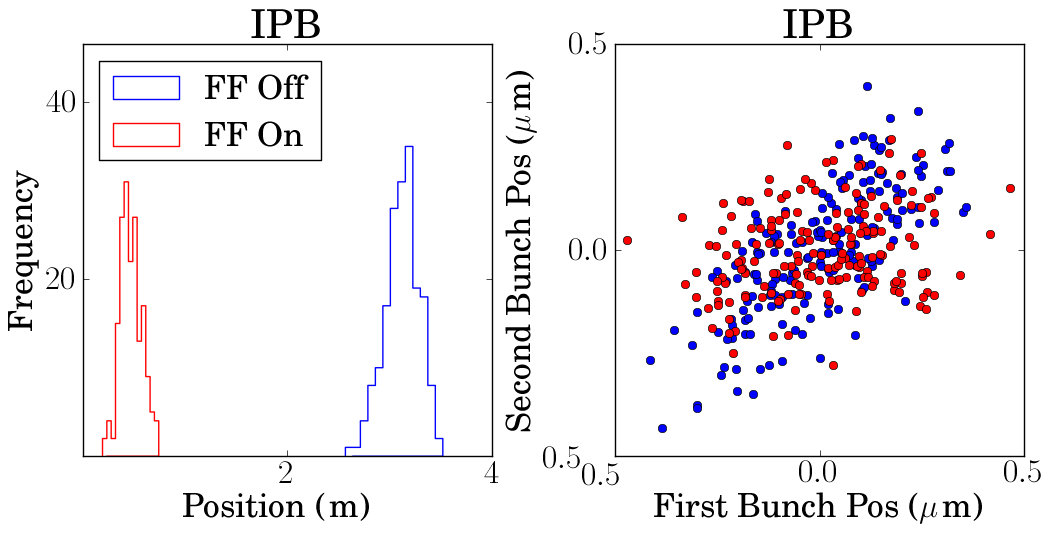 IPB
FF Off
FF On
40
20
Frequency
2
4
Position (m)
IPB
0.5
0.0
0.5
Second Bunch Pos (μm)
0.5
0.0
0.5
First Bunch Pos (μm)